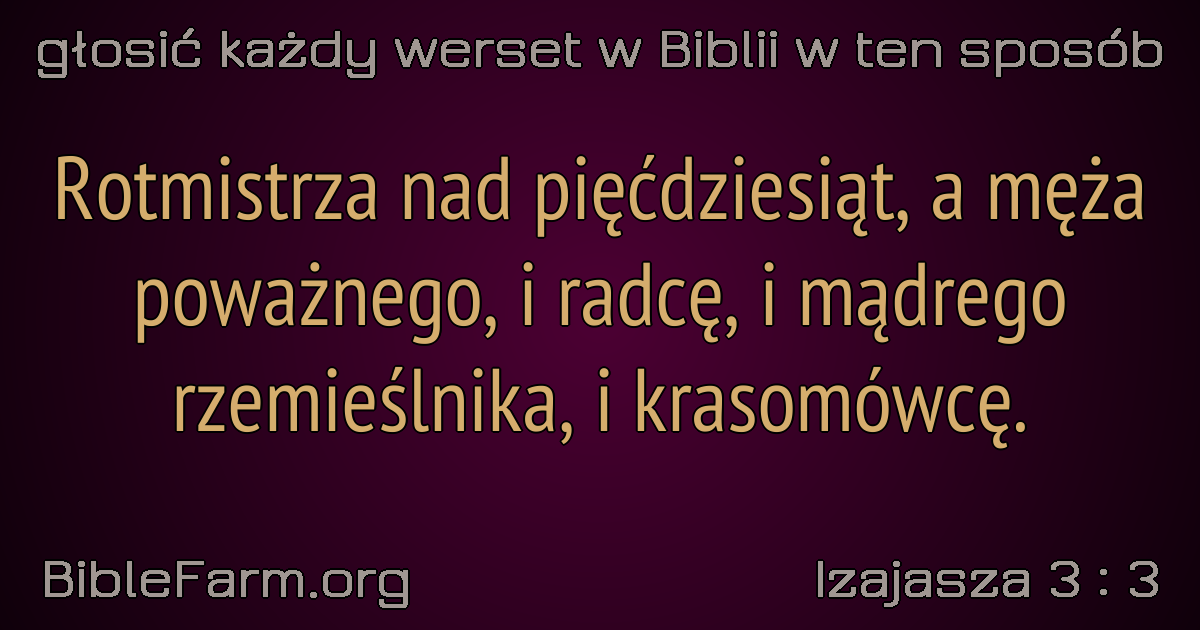 głosić każdy werset w Biblii w ten sposób
Rotmistrza nad pięćdziesiąt, a męża
poważnego, i radcę, i mądrego
rzemieślnika, i krasomówcę.
BibleFarm.org
Izajasza 3 : 3